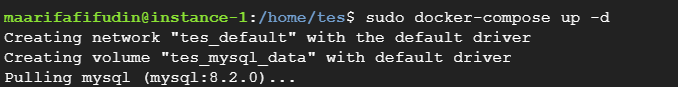 maarifafifudin@instance-1:/home/tes$ sudo docker-compose up -d
Creating network "tes_default" with the default driver
Creating volume "tes_mysql_data" with default driver
Pulling mysql (mysql:8.2.0)...